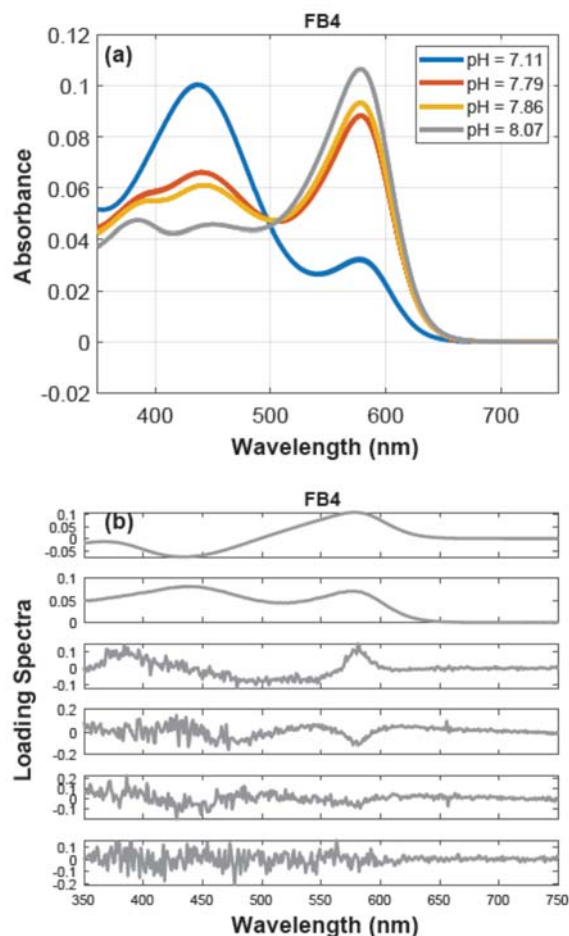 FB4
(a)
pH = 7.11
pH = 7.79
pH = 7.86
pH = 8.07
0.12
0.1
0.08
0.06
0.04
0.02
0
-0.02
Absorbance
400 500 600 700
Wavelength (nm)
FB4
(b)
0.1
0.05
0
-0.05
0.1
0.05
0
0.1
0
-0.1
0.2
0
-0.2
0.2
0.1
0
-0.1
0.1
0
-0.1
-0.2
Loading Spectra
350 400 450 500 550 600 650 700 750
Wavelength (nm)